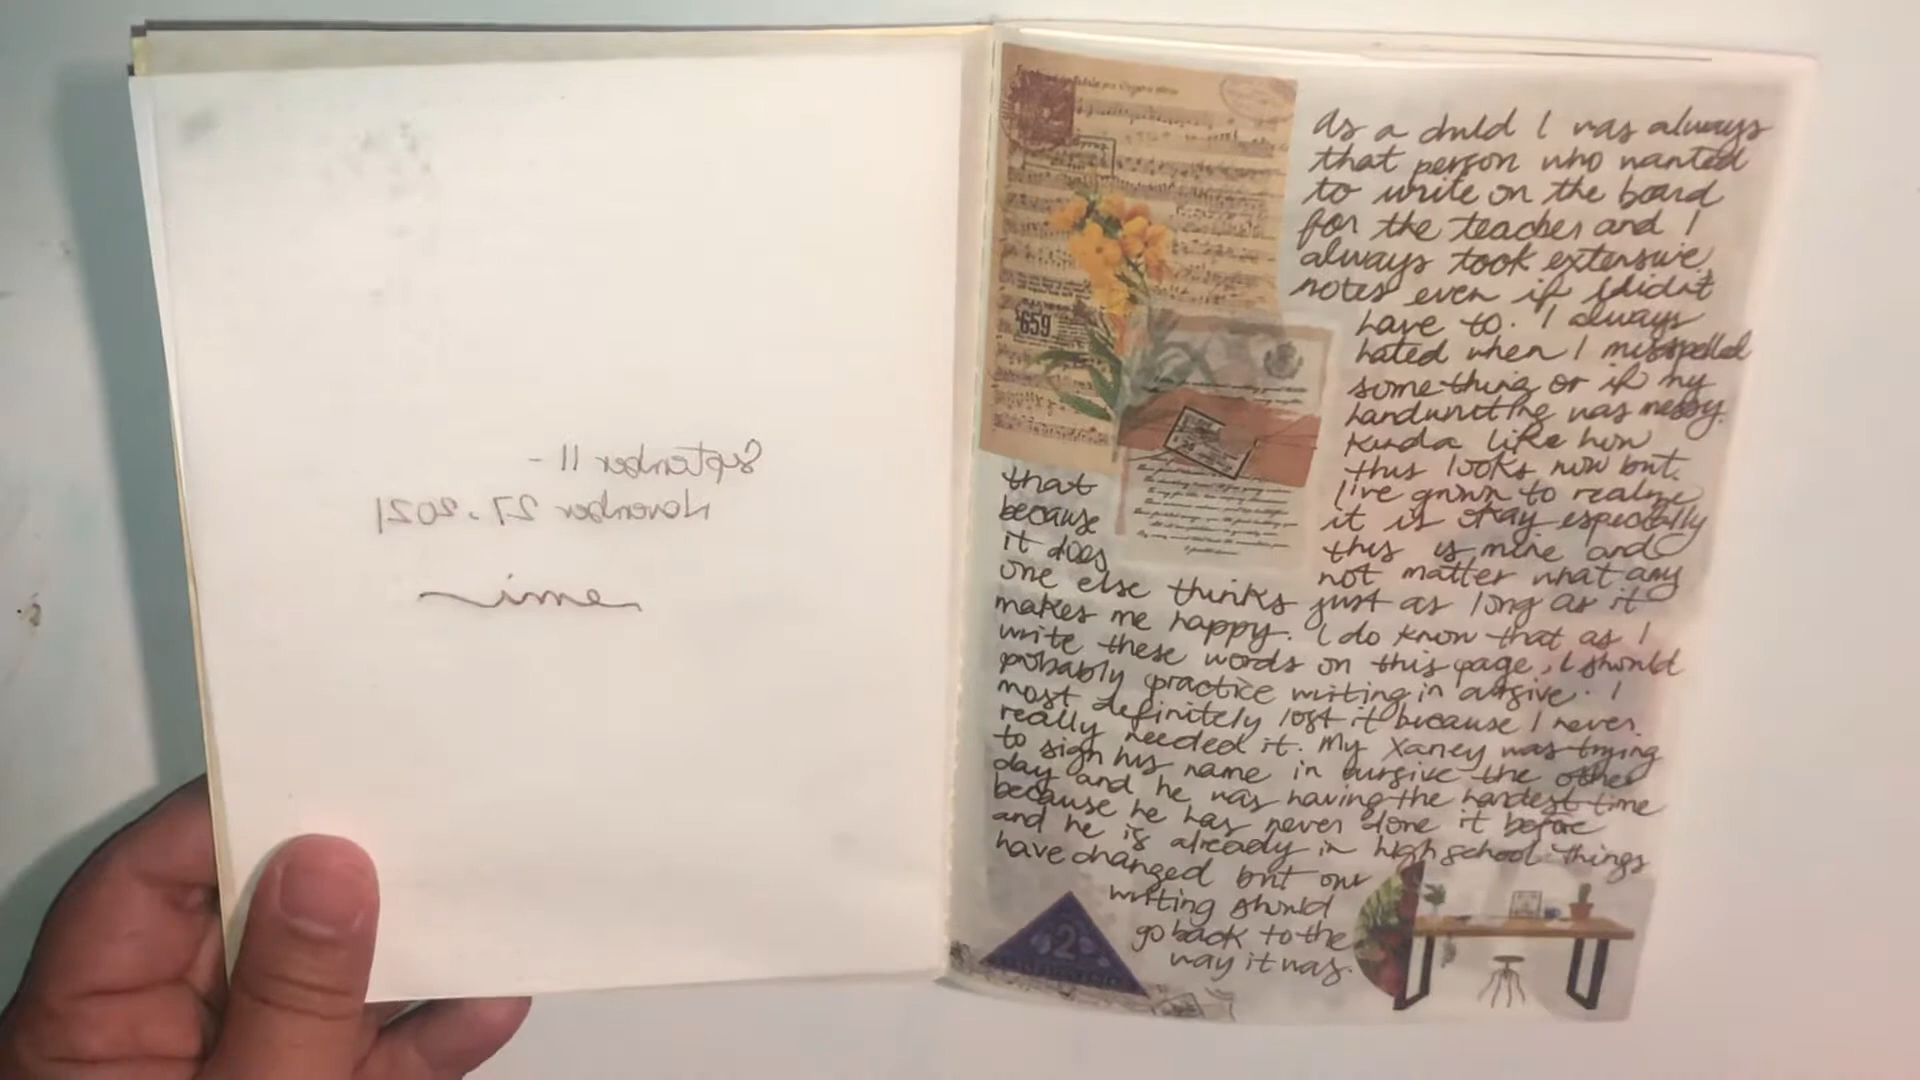 September 11 -
November 27, 2021
emi
As a child I was always
that person who wanted
to write on the board
for the teacher and I
always took extensive
notes even if I didn't
have to. I always
hated when I misspelled
something or if my
handwriting was messy.
Kinda like how
this looks now but.
I've grown to realize
that
it is okay especially
because
this is mine and
it does
not matter what any
one else thinks just as long as it
makes me happy. I do know that as I
write these words on this page, I should
probably practice writing in cursive. I
most definitely lost it because I never
really needed it. My Xaney was trying
to sign his name in cursive the other
day and he was having the hardest time
because he has never done it before
and he is already in high school things
have changed but our
writing should
go back to the
way it was.
659
2